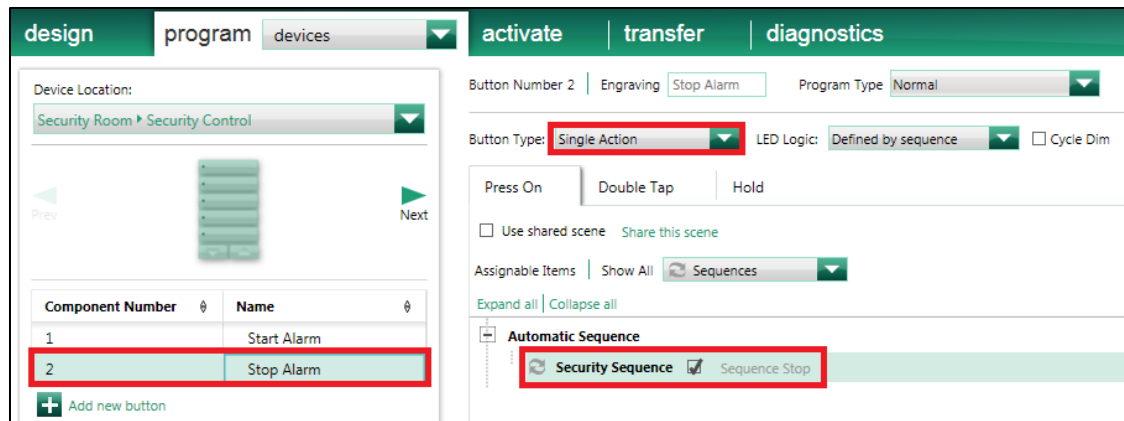 design program devices activate transfer diagnostics
Device Location:
Security Room ▸ Security Control
Prev
Next
Component Number Name
1 Start Alarm
2 Stop Alarm
Add new button
Button Number 2 Engraving Stop Alarm Program Type Normal
Button Type: Single Action LED Logic: Defined by sequence Cycle Dim
Press On Double Tap Hold
Use shared scene Share this scene
Assignable Items Show All Sequences
Expand all Collapse all
Automatic Sequence
Security Sequence Sequence Stop